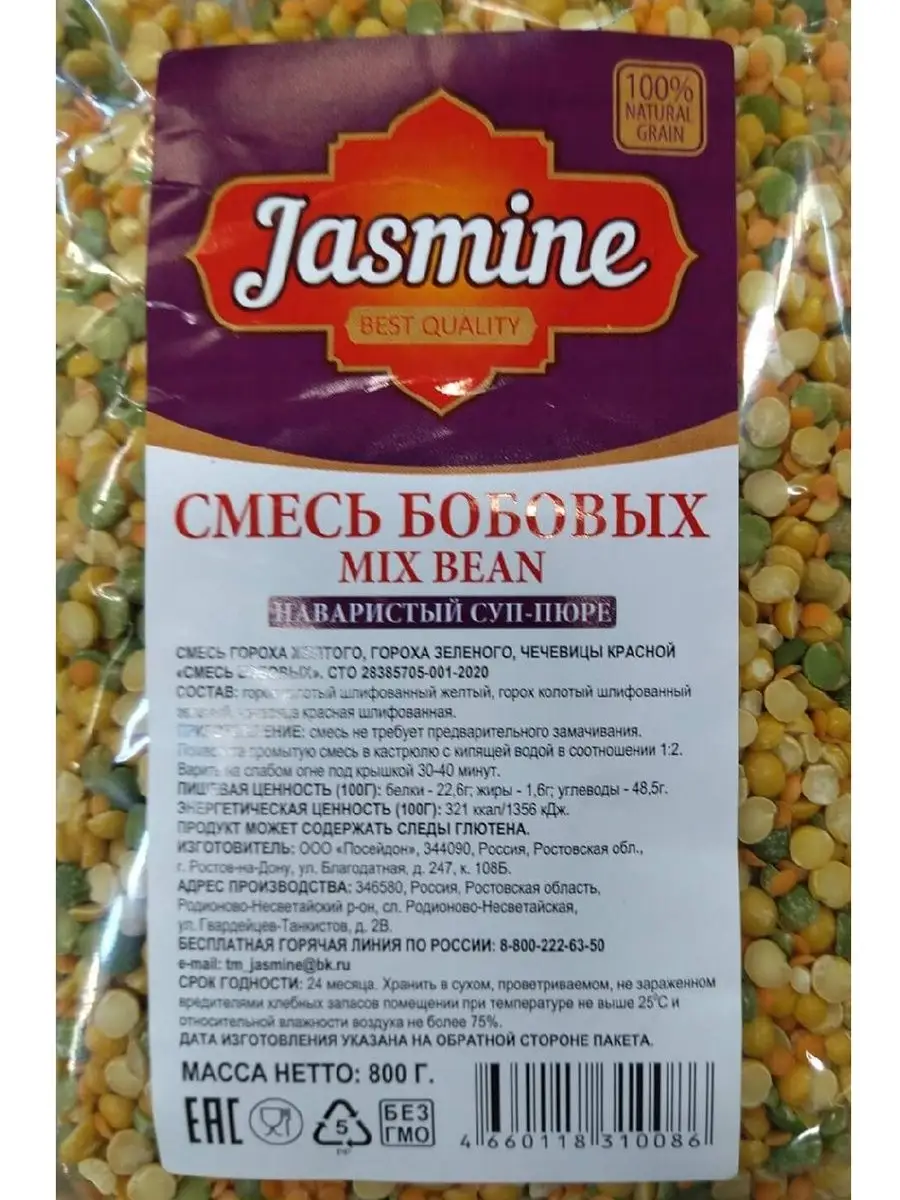 100%
NATURAL
GRAIN
Jasmine
BEST QUALITY
СМЕСЬ БОБОВЫХ
MIX BEAN
НАВАРИСТЫЙ СУП-ПЮРЕ
СМЕСЬ ГОРОХА ЖЕЛТОГО, ГОРОХА ЗЕЛЕНОГО, ЧЕЧЕВИЦЫ КРАСНОЙ
«СМЕСЬ БОБОВЫХ». СТО 28385705-001-2020
СОСТАВ: горох колотый шлифованный желтый, горох колотый шлифованный
зеленый, чечевица красная шлифованная.
ПРИГОТОВЛЕНИЕ: смесь не требует предварительного замачивания.
Поместите промытую смесь в кастрюлю с кипящей водой в соотношении 1:2.
Варить на слабом огне под крышкой 30-40 минут.
ПИЩЕВАЯ ЦЕННОСТЬ (100Г): белки - 22,6г; жиры - 1,6г; углеводы - 48,5г.
ЭНЕРГЕТИЧЕСКАЯ ЦЕННОСТЬ (100Г): 321 ккал/1356 кДж.
ПРОДУКТ МОЖЕТ СОДЕРЖАТЬ СЛЕДЫ ГЛЮТЕНА.
ИЗГОТОВИТЕЛЬ: ООО «Посейдон», 344090, Россия, Ростовская обл.,
г. Ростов-на-Дону, ул. Благодатная, д. 247, к. 108Б.
АДРЕС ПРОИЗВОДСТВА: 346580, Россия, Ростовская область,
Родионово-Несветайский р-он, сл. Родионово-Несветайская,
ул. Гвардейцев-Танкистов, д. 2В.
БЕСПЛАТНАЯ ГОРЯЧАЯ ЛИНИЯ ПО РОССИИ: 8-800-222-63-50
e-mail: tm_jasmine@bk.ru
СРОК ГОДНОСТИ: 24 месяца. Хранить в сухом, проветриваемом, не зараженном
вредителями хлебных запасов помещении при температуре не выше 25°С и
относительной влажности воздуха не более 75%.
ДАТА ИЗГОТОВЛЕНИЯ УКАЗАНА НА ОБРАТНОЙ СТОРОНЕ ПАКЕТА.
МАССА НЕТТО: 800 Г.
EAC
5
PP
БЕЗ
ГМО
4 660118 310086